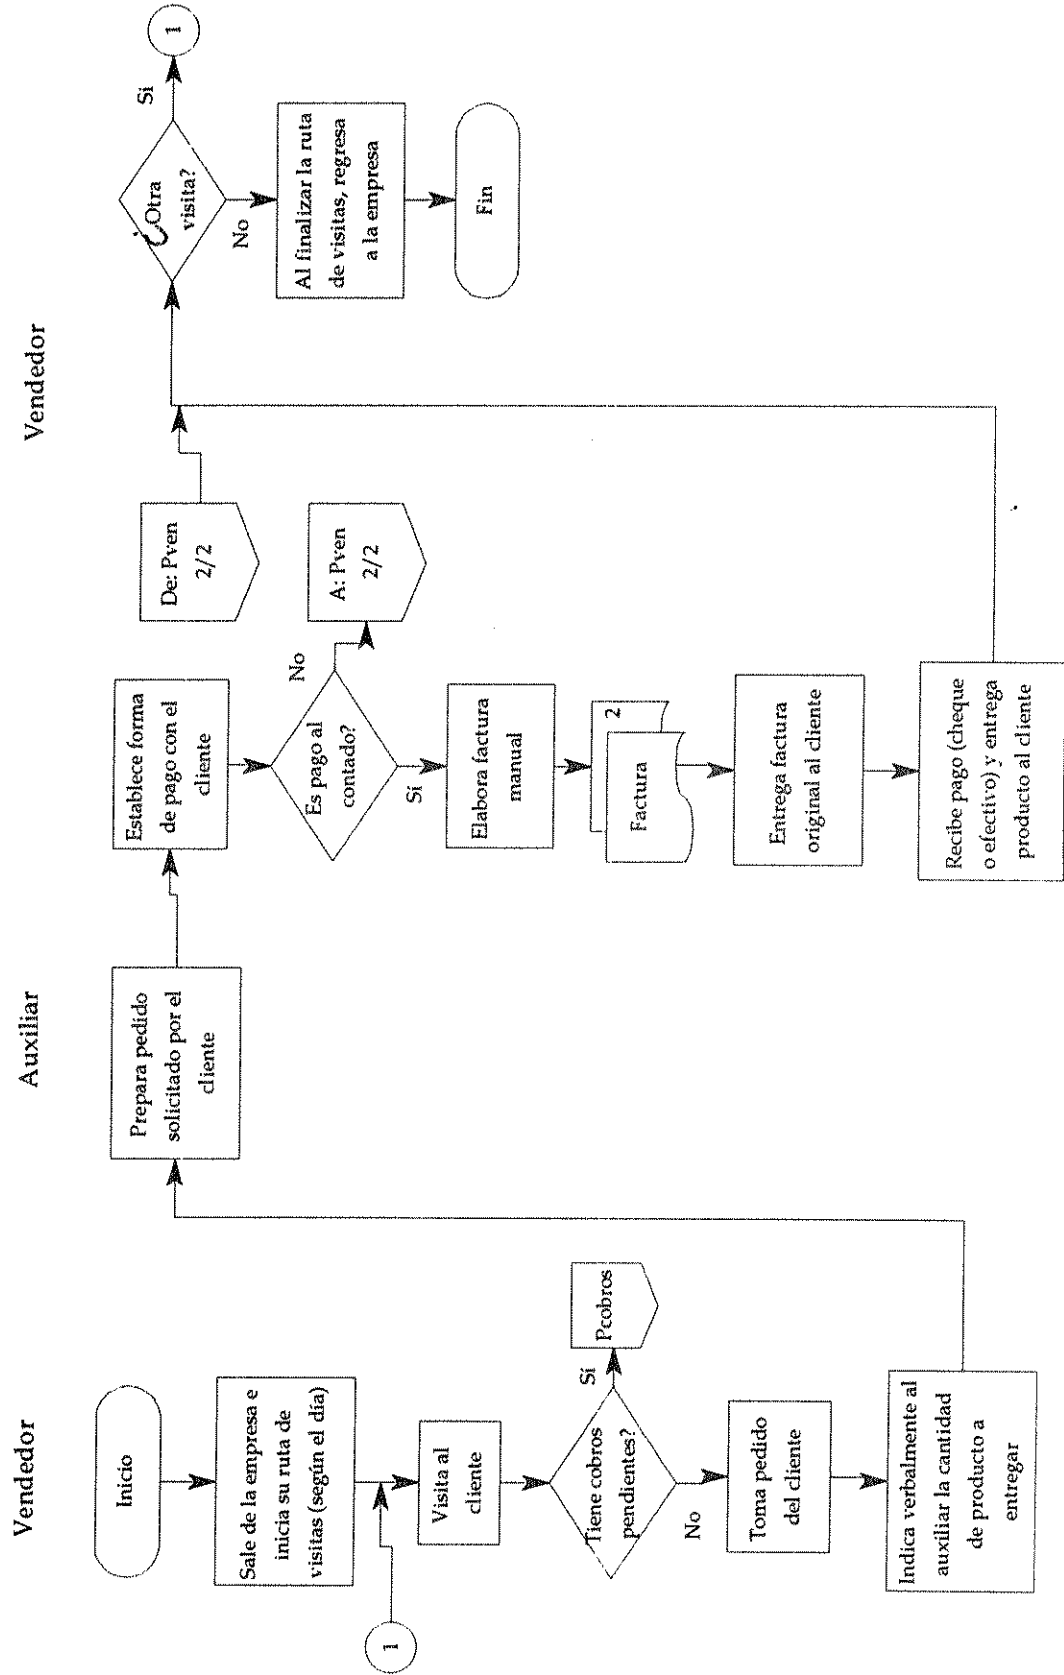 Vendedor
Auxiliar
Vendedor
Inicio
Sale de la empresa e
inicia su ruta de
visitas (según el día)
1
Visita al
cliente
Tiene cobros
pendientes?
Sí
Pcobros
No
Toma pedido
del cliente
Indica verbalmente al
auxiliar la cantidad
de producto a
entregar
Prepara pedido
solicitado por el
cliente
Establece forma
de pago con el
cliente
Es pago al
contado?
No
A: Pven
2/2
De: Pven
2/2
Si
Elabora factura
manual
Factura
2
Entrega factura
original al cliente
Recibe pago (cheque
o efectivo) y entrega
producto al cliente
¿Otra
visita?
Si
1
No
Al finalizar la ruta
de visitas, regresa
a la empresa
Fin